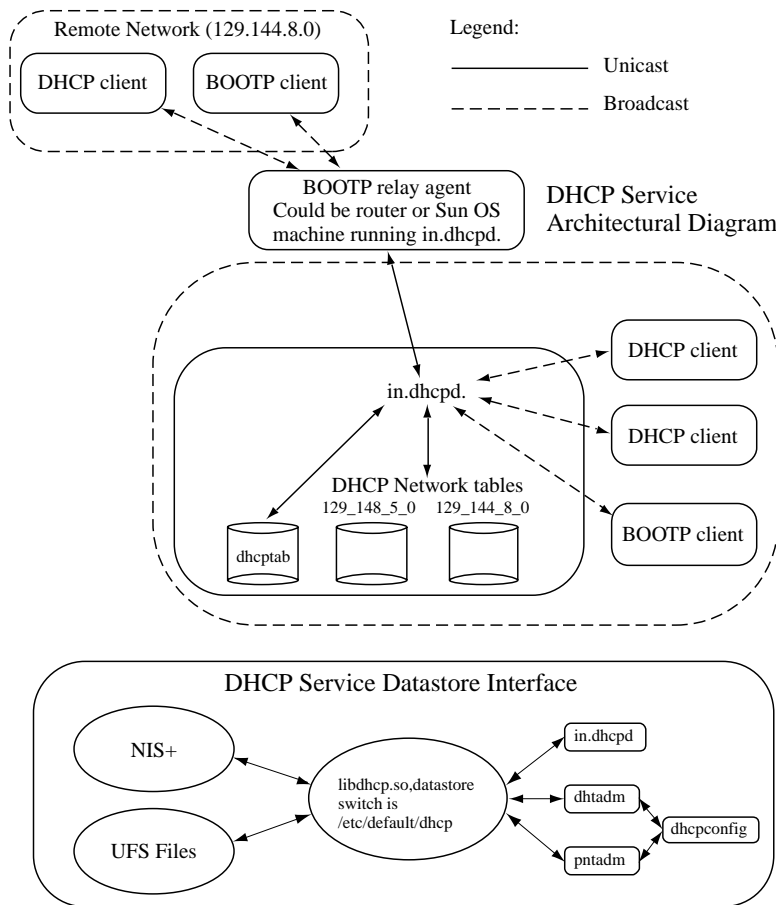 Remote Network (129.144.8.0)
DHCP client
BOOTP client
Legend:
Unicast
Broadcast
BOOTP relay agent
Could be router or Sun OS
machine running in.dhcpd.
DHCP Service
Architectural Diagram
DHCP client
in.dhcpd.
DHCP client
DHCP Network tables
129_148_5_0
129_144_8_0
BOOTP client
dhcptab
DHCP Service Datastore Interface
NIS+
UFS Files
libdhcp.so,datastore
switch is
/etc/default/dhcp
in.dhcpd
dhtadm
dhcpconfig
pntadm